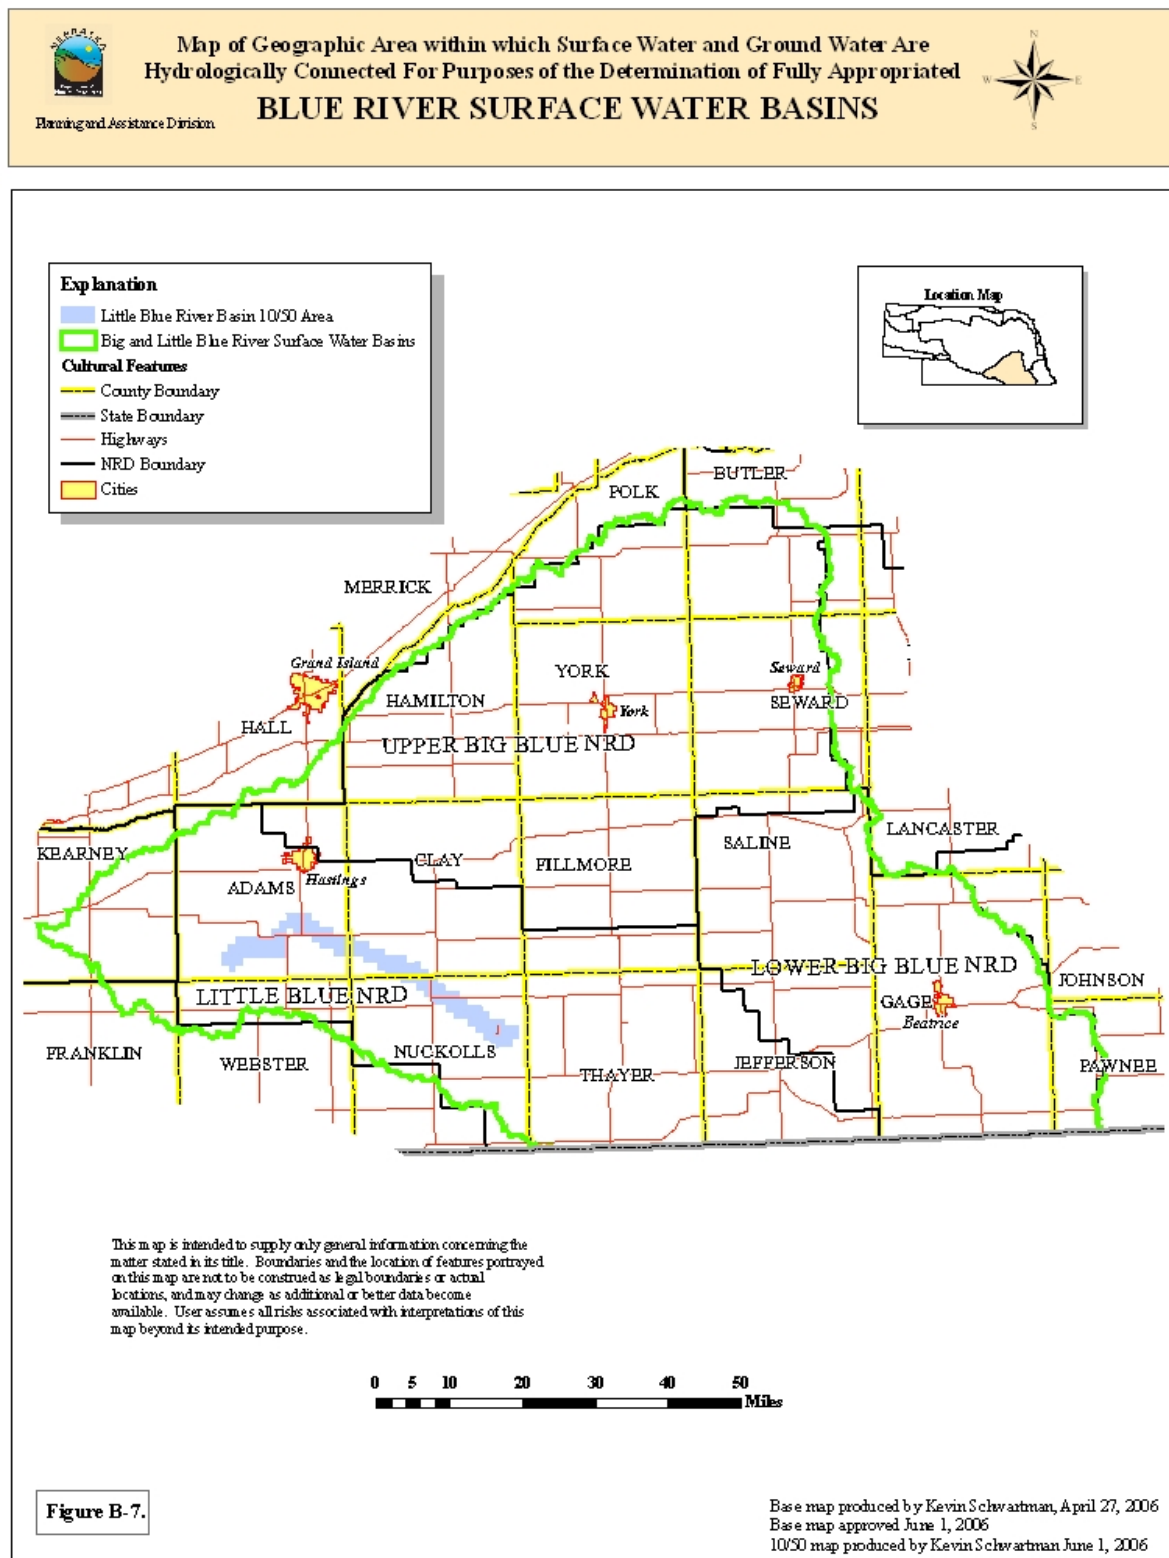 NEBRASKA
Map of Geographic Area within which Surface Water and Ground Water Are
Hydrologically Connected For Purposes of the Determination of Fully Appropriated
BLUE RIVER SURFACE WATER BASINS
Planning and Assistance Division
N
W
E
S
Explanation
Little Blue River Basin 10/50 Area
Big and Little Blue River Surface Water Basins
Cultural Features
County Boundary
State Boundary
Highways
NRD Boundary
Cities
Location Map
BUTLER
POLK
MERRICK
Grand Island
YORK
Seward
HAMILTON
SEWARD
York
HALL
UPPER BIG BLUE NRD
LANCASTER
SALINE
KEARNEY
CLAY
FILLMORE
Hastings
ADAMS
LOWER BIG BLUE NRD
JOHNSON
LITTLE BLUE NRD
GAGE
Beatrice
FRANKLIN
NUCKOLLS
WEBSTER
JEFFERSON
PAWNEE
THAYER
This map is intended to supply only general information concerning the
matter stated in its title. Boundaries and the location of features portrayed
on this map are not to be construed as legal boundaries or actual
locations, and may change as additional or better data become
available. User assumes all risks associated with interpretations of this
map beyond its intended purpose.
0 5 10 20 30 40 50
Miles
Figure B-7.
Base map produced by Kevin Schwartman, April 27, 2006
Base map approved June 1, 2006
10/50 map produced by Kevin Schwartman June 1, 2006